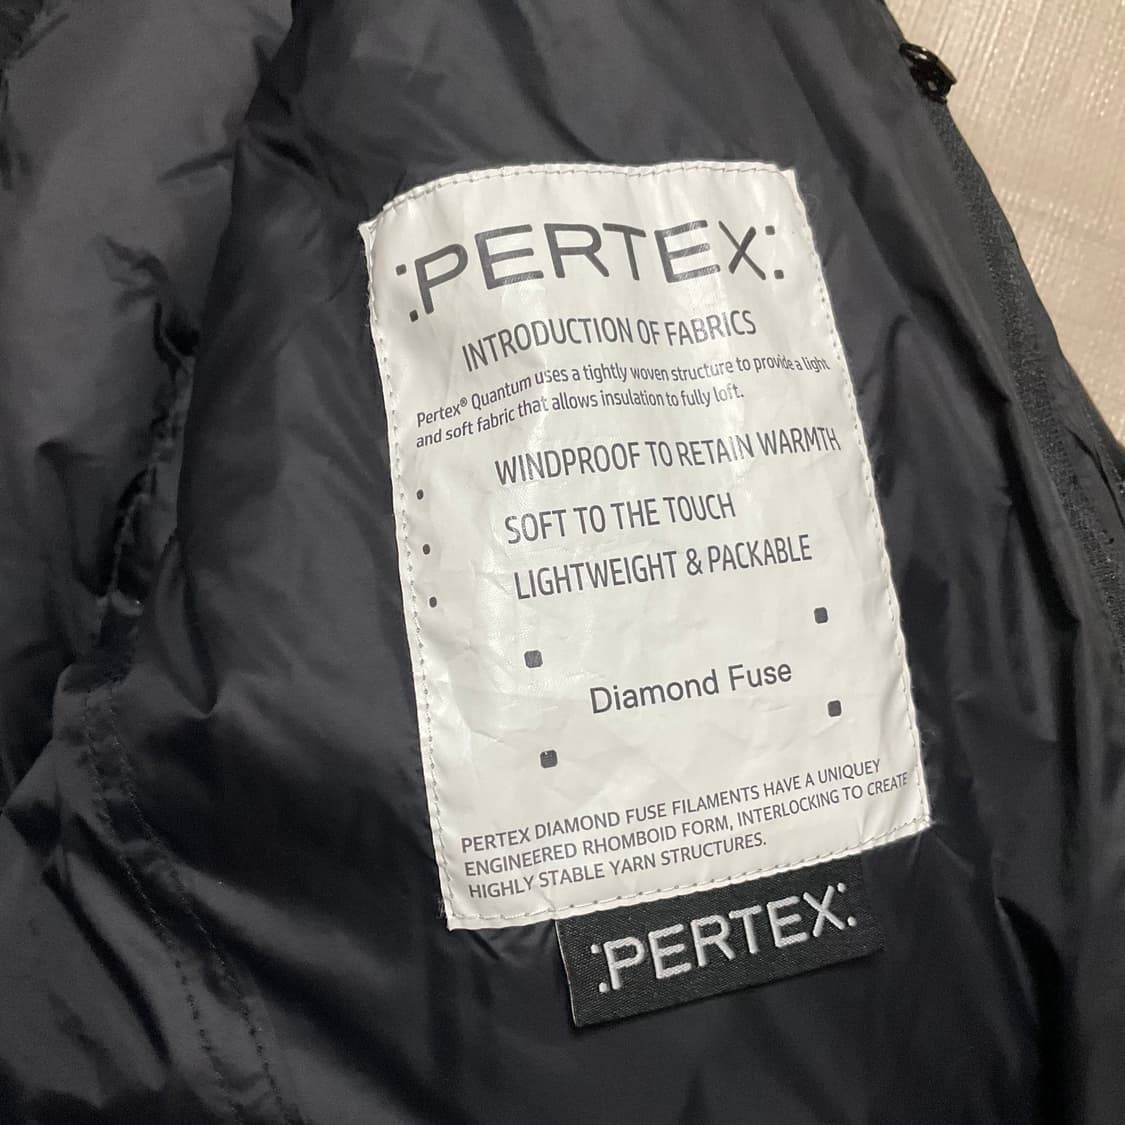 PERTEX
INTRODUCTION OF FABRICS
Pertex® Quantum uses a tightly woven structure to provide a light
and soft fabric that allows insulation to fully loft.
WINDPROOF TO RETAIN WARMTH
SOFT TO THE TOUCH
LIGHTWEIGHT & PACKABLE
Diamond Fuse
PERTEX DIAMOND FUSE FILAMENTS HAVE A UNIQUEY
ENGINEERED RHOMBOID FORM, INTERLOCKING TO CREATE
HIGHLY STABLE YARN STRUCTURES.
PERTEX